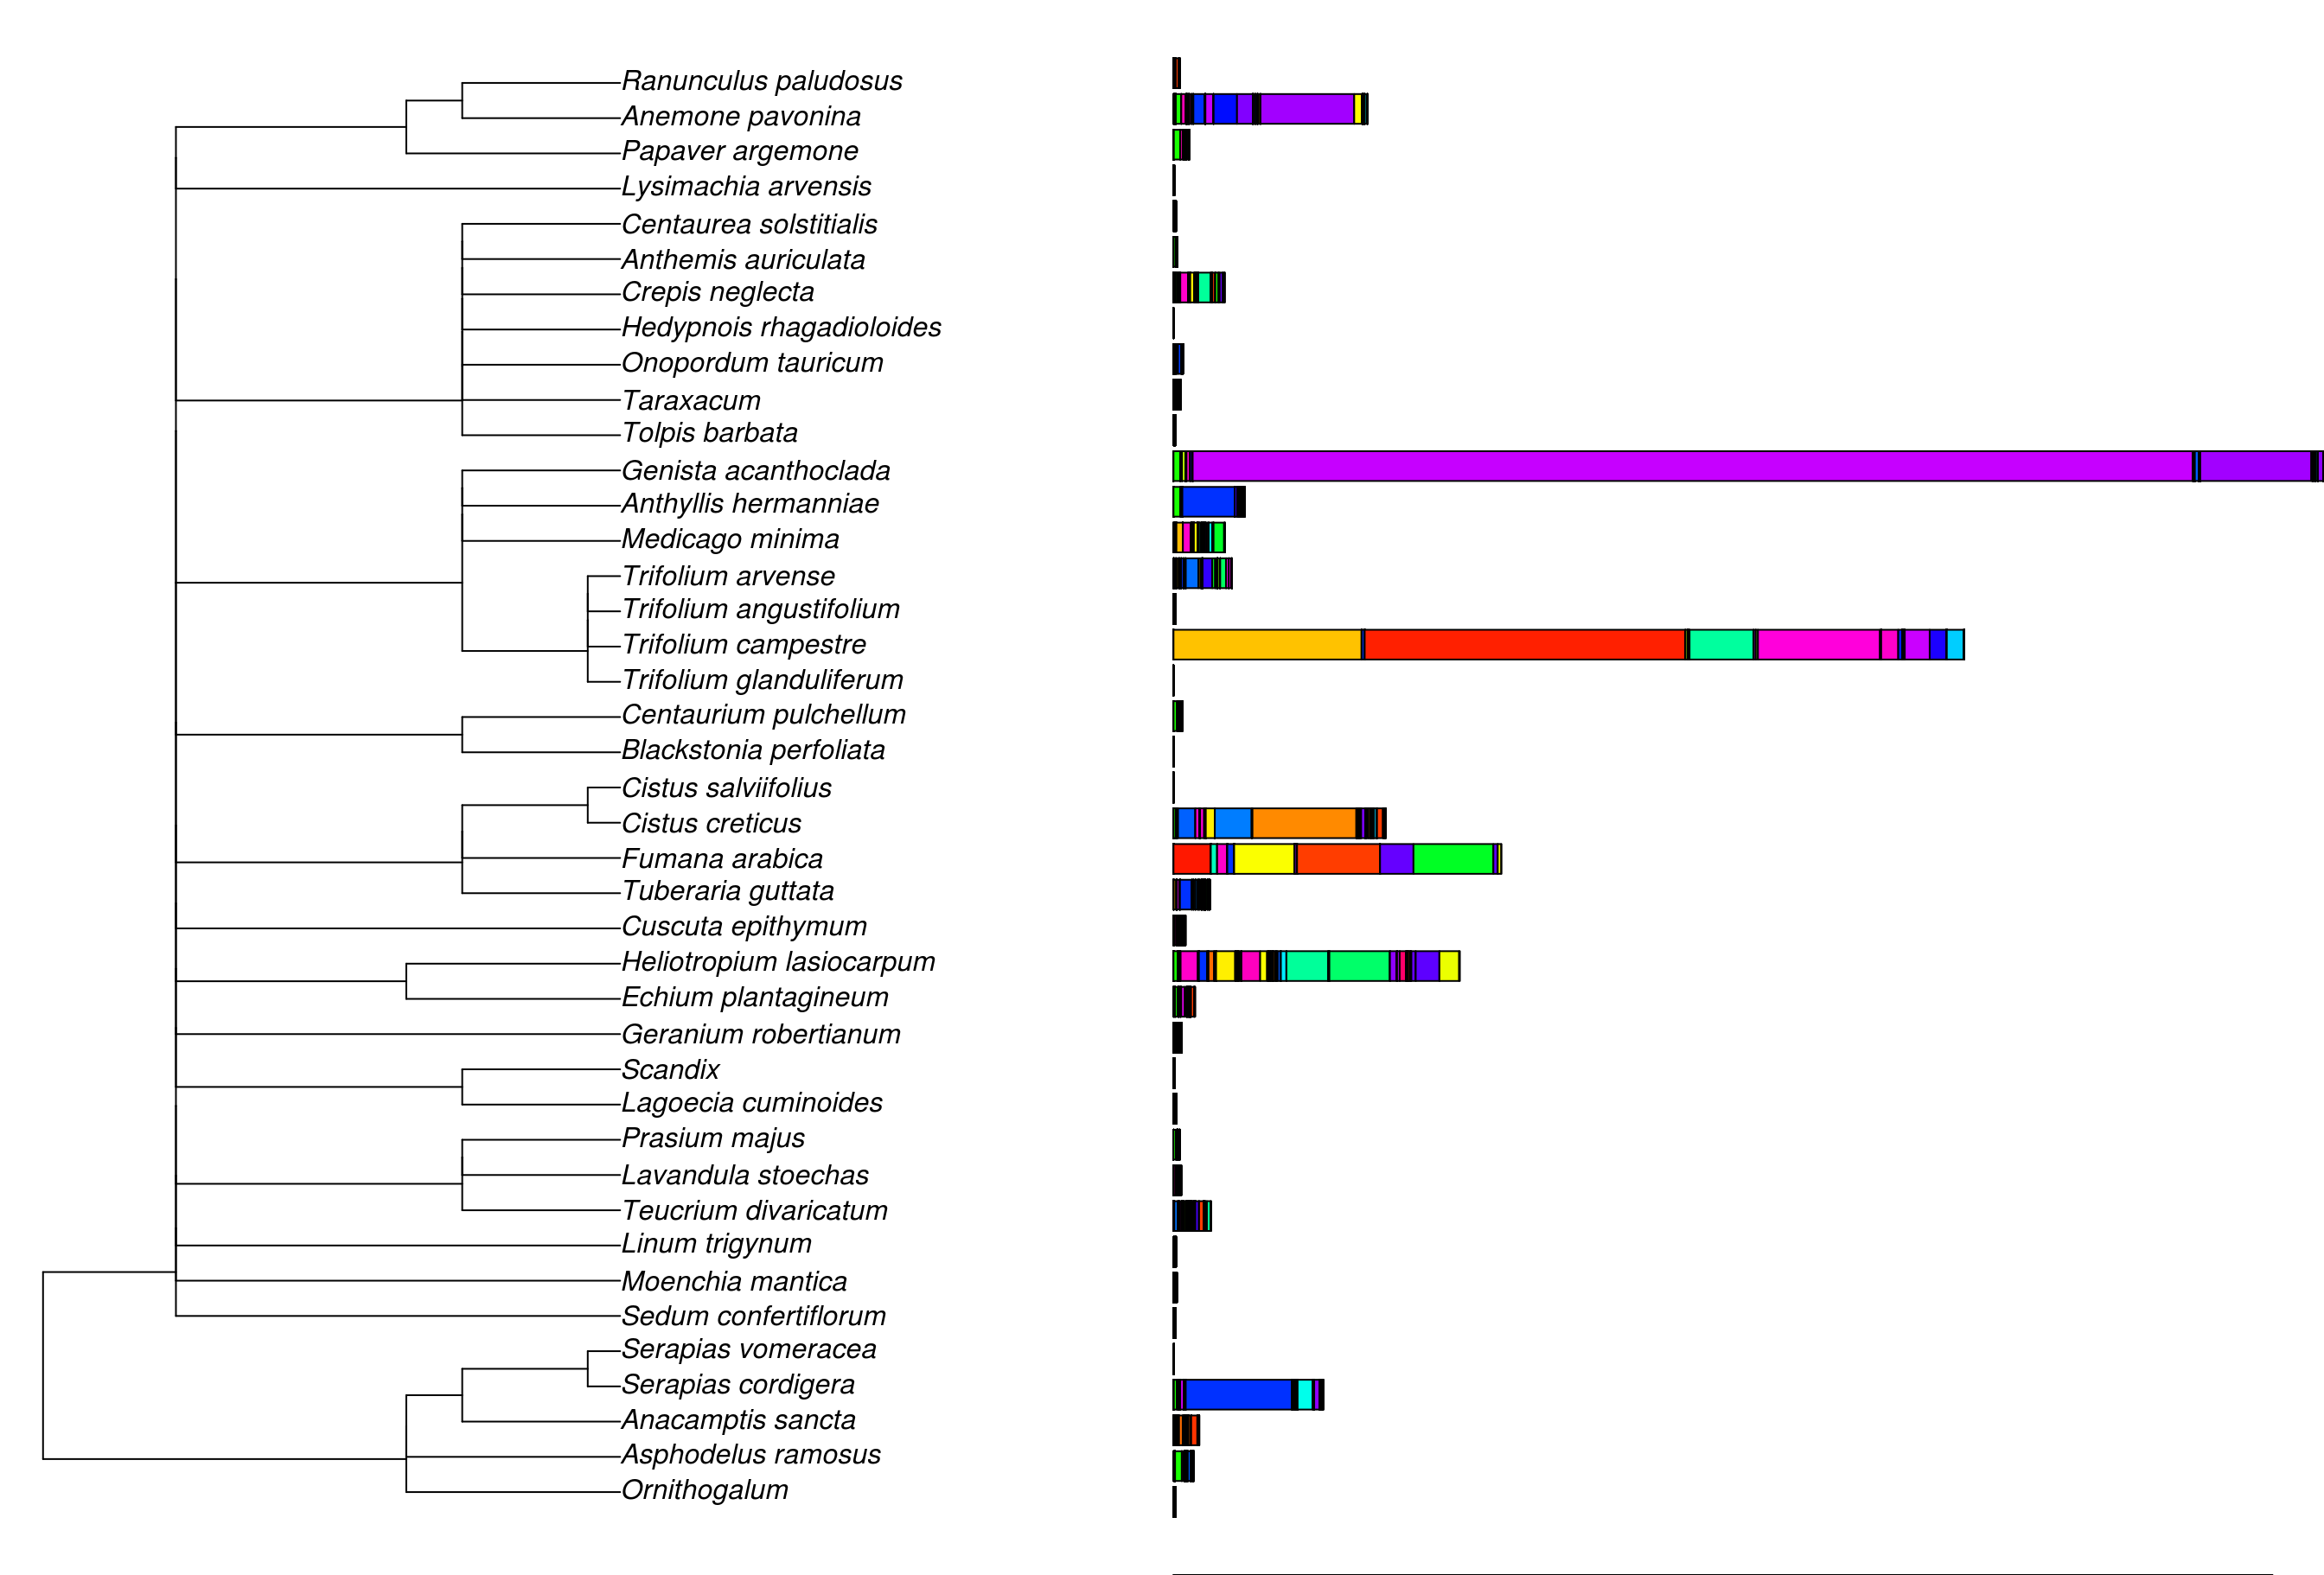 Ranunculus paludosus
Anemone pavonina
Papaver argemone
Lysimachia arvensis
Centaurea solstitialis
Anthemis auriculata
Crepis neglecta
Hedypnois rhagadioloides
Onopordum tauricum
Taraxacum
Tolpis barbata
Genista acanthoclada
Anthyllis hermanniae
Medicago minima
Trifolium arvense
Trifolium angustifolium
Trifolium campestre
Trifolium glanduliferum
Centaurium pulchellum
Blackstonia perfoliata
Cistus salviifolius
Cistus creticus
Fumana arabica
Tuberaria guttata
Cuscuta epithymum
Heliotropium lasiocarpum
Echium plantagineum
Geranium robertianum
Scandix
Lagoecia cuminoides
Prasium majus
Lavandula stoechas
Teucrium divaricatum
Linum trigynum
Moenchia mantica
Sedum confertiflorum
Serapias vomeracea
Serapias cordigera
Anacamptis sancta
Asphodelus ramosus
Ornithogalum